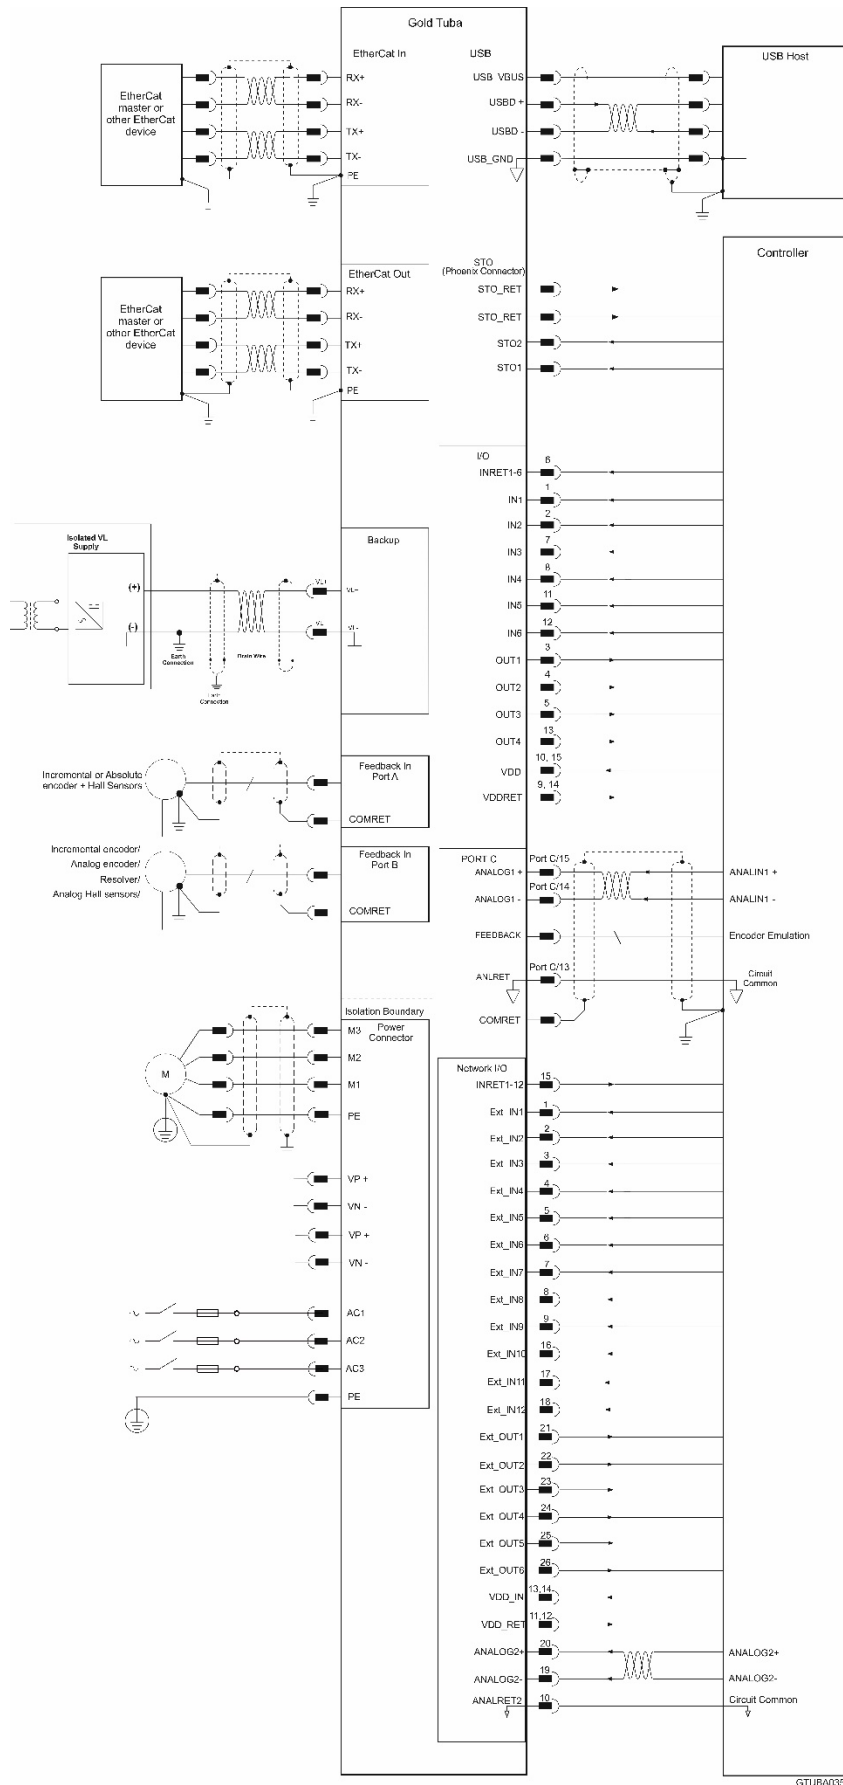 Gold Tuba
EtherCat In
USB
USB Host
EtherCat
master or
other EtherCat
device
RX+
RX-
TX+
TX-
PE
USB VBUS
USBD +
USBD -
USB_GND
Controller
EtherCat Out
EtherCat
master or
other EtherCat
device
RX+
RX-
TX+
TX-
PE
STO
(Phoenix Connector)
STO_RET
STO_RET
STO2
STO1
I/O
INRET1-6
6
IN1
1
IN2
2
IN3
7
IN4
8
IN5
11
IN6
12
OUT1
3
OUT2
4
OUT3
5
OUT4
13
VDD
10, 15
VDDRET
9, 14
Isolated VL
Supply
(+)
(-)
Earth
Connection
Drain Wire
Connection
Backup
Incremental or Absolute
encoder + Hall Sensors
Feedback In
Port A
COMRET
Incremental encoder/
Analog encoder/
Resolver/
Analog Hall sensors/
Feedback In
Port B
COMRET
PORT C
ANALOG1 +
Port C/15
ANALIN1 +
ANALOG1 -
Port C/14
ANALIN1 -
FEEDBACK
Encoder Emulation
ANLRET
Port C/13
Circuit
Common
COMRET
Isolation Boundary
Power
Connector
M
M3
M2
M1
PE
VP +
VN -
VP +
VN -
AC1
AC2
AC3
PE
Network I/O
INRET1-12
15
Ext IN1
1
Ext_IN2
2
Ext IN3
3
Ext_IN4
4
Ext_IN5
5
Ext_IN6
6
Ext_IN7
7
Ext_IN8
8
Ext_IN9
9
Ext_IN10
16
Ext_IN11
17
Ext_IN12
18
Ext_OUT1
21
Ext_OUT2
22
Ext OUT3
23
Ext OUT4
24
Ext OUT5
25
Ext_OUT6
26
VDD_IN
13,14
VDD_RET
11,12
ANALOG2+
20
ANALOG2+
ANALOG2-
19
ANALOG2-
ANALRET2
10
Circuit Common